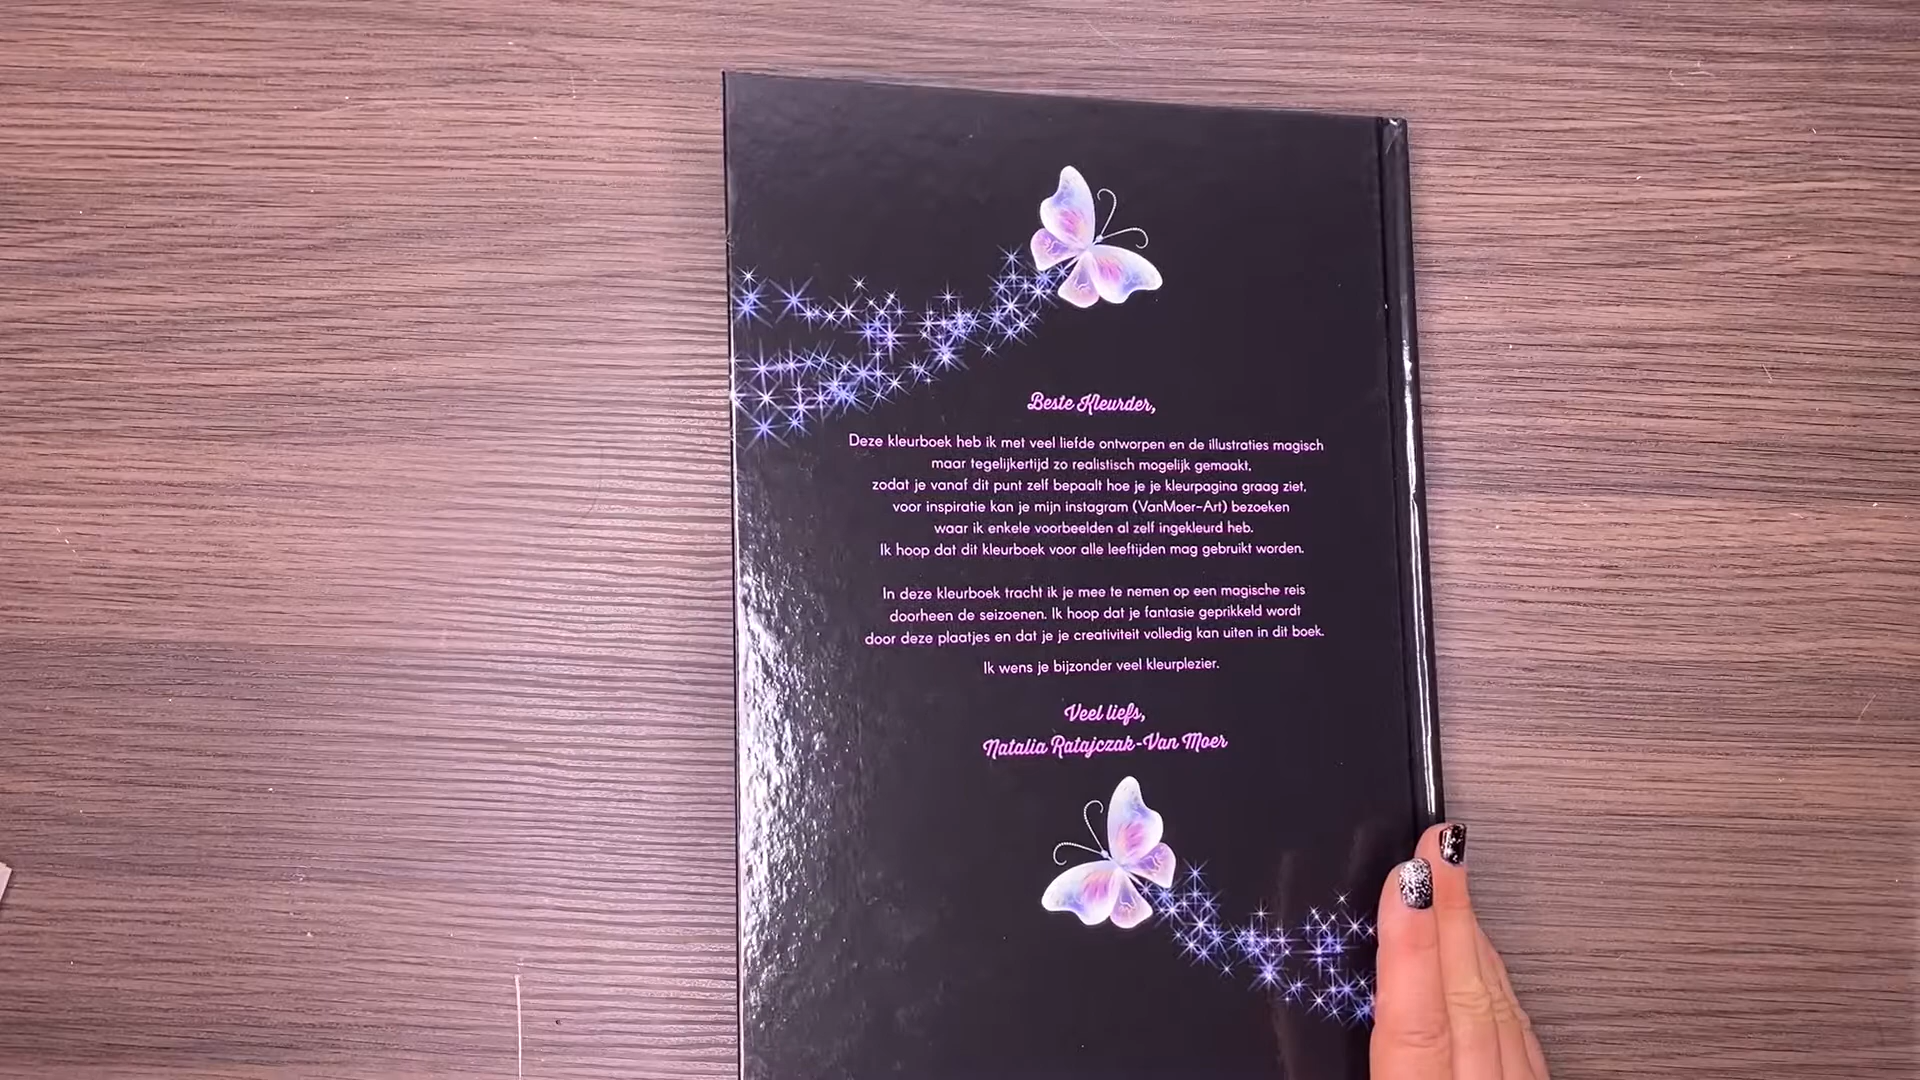 Beste Kleurder,
Deze kleurboek heb ik met veel liefde ontworpen en de illustraties magisch
maar tegelijkertijd zo realistisch mogelijk gemaakt,
zodat je vanaf dit punt zelf bepaalt hoe je je kleurpagina graag ziet,
voor inspiratie kan je mijn instagram (VanMoer-Art) bezoeken
waar ik enkele voorbeelden al zelf ingekleurd heb.
Ik hoop dat dit kleurboek voor alle leeftijden mag gebruikt worden.
In deze kleurboek tracht ik je mee te nemen op een magische reis
doorheen de seizoenen. Ik hoop dat je fantasie geprikkeld wordt
door deze plaatjes en dat je je creativiteit volledig kan uiten in dit boek.
Ik wens je bijzonder veel kleurplezier.
Veel liefs,
Natalia Ratajczak-Van Moer